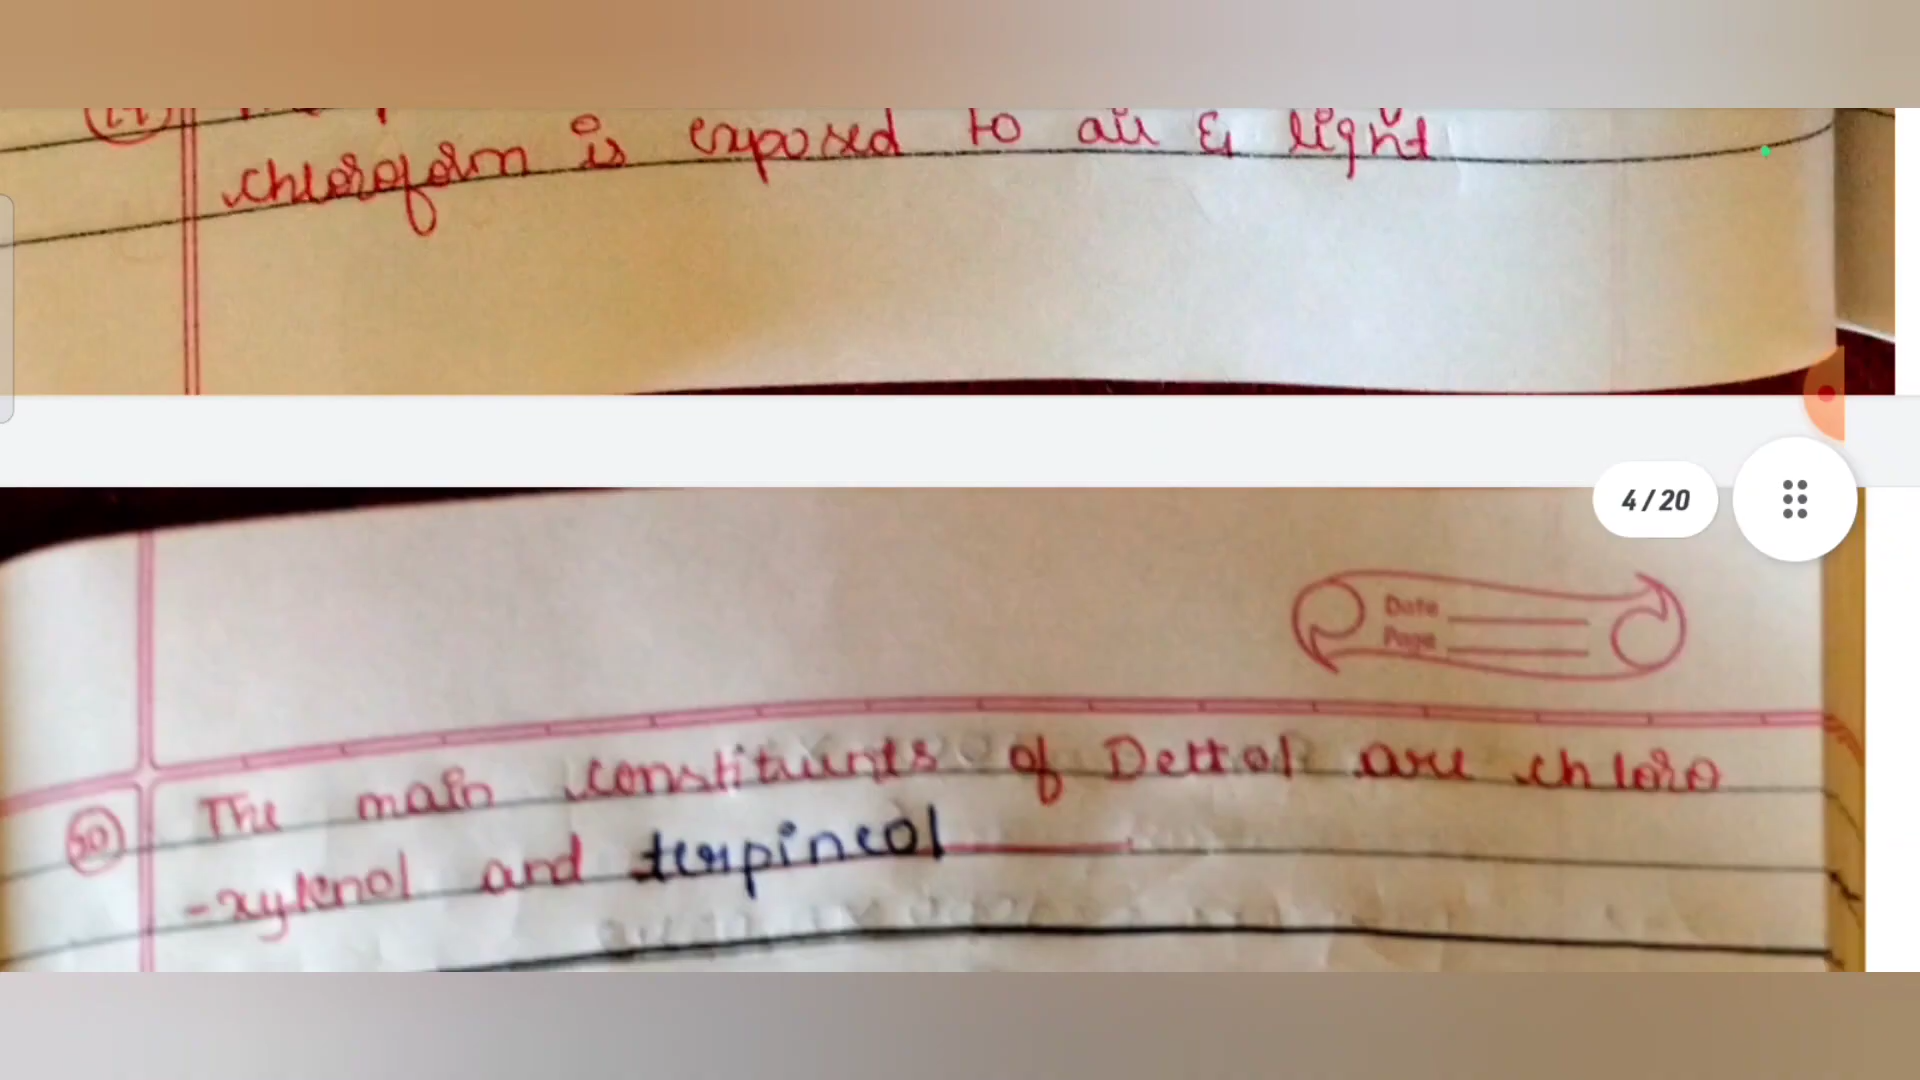 chloroform is exposed to air & light
4/20
Date
Page
50 The main constituents of Dettol are chloro
-xylenol and terpineol